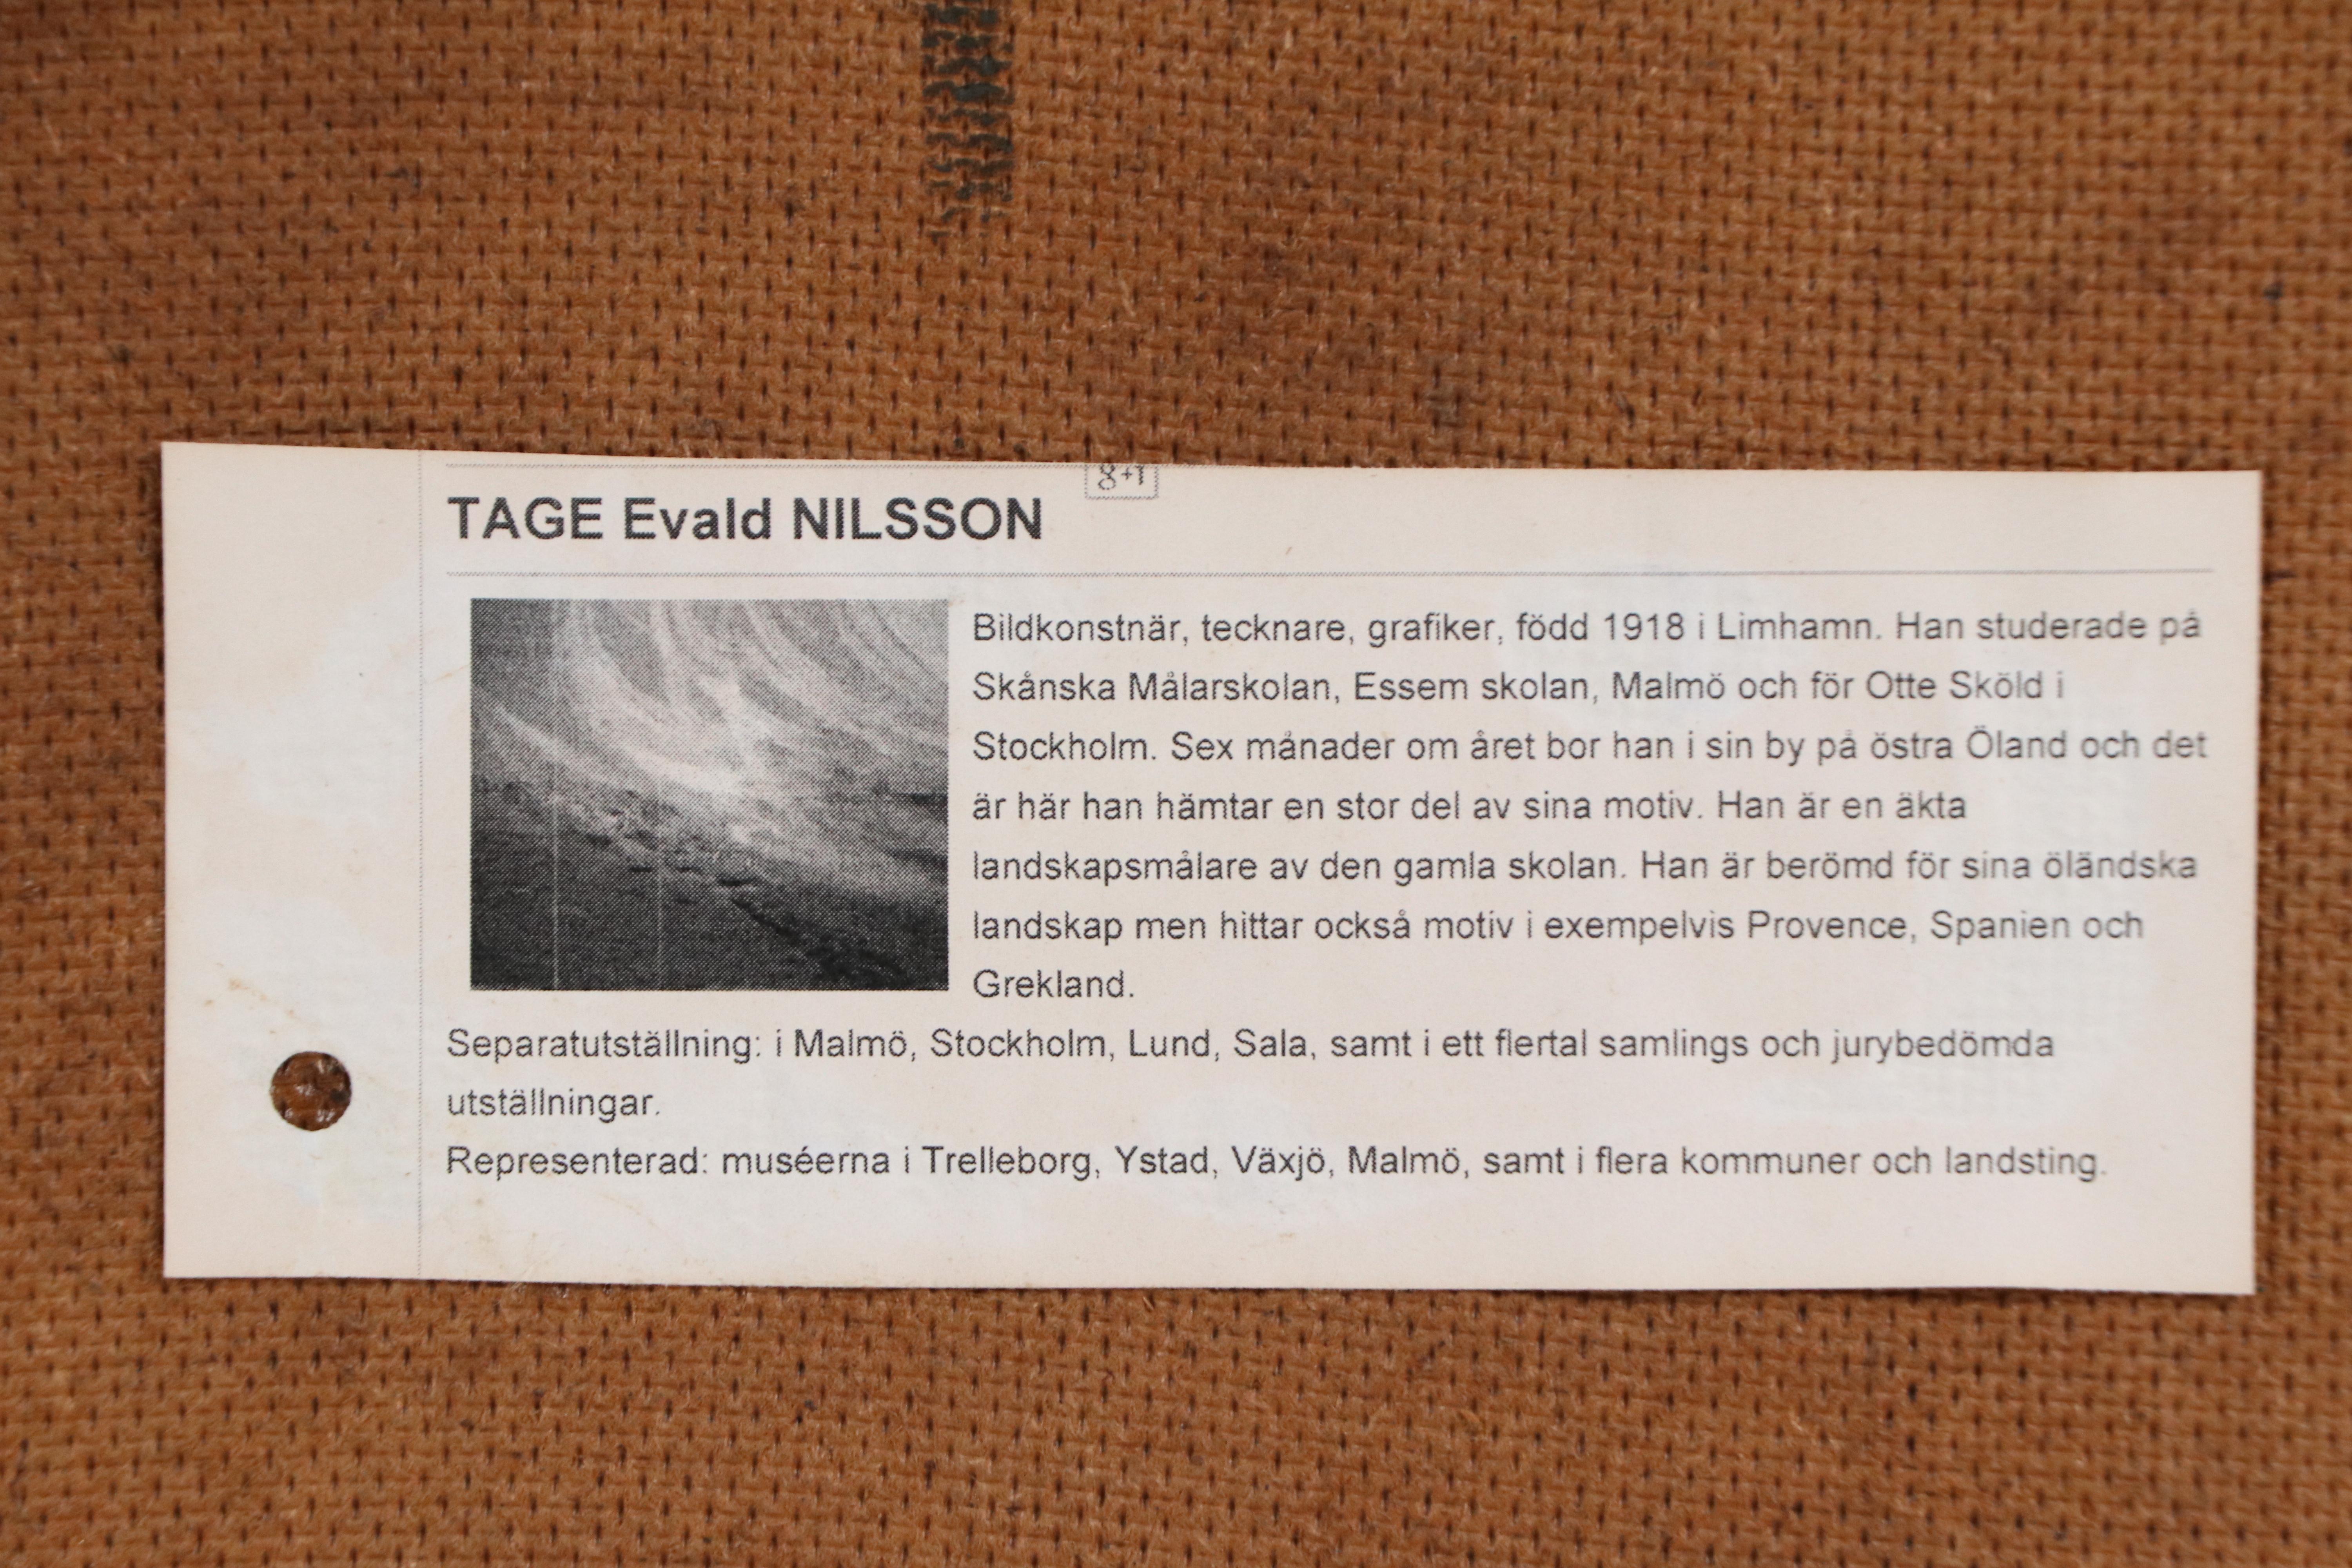 g+1
TAGE Evald NILSSON
Bildkonstnär, tecknare, grafiker, född 1918 i Limhamn. Han studerade på
Skånska Målarskolan, Essem skolan, Malmö och för Otte Sköld i
Stockholm. Sex månader om året bor han i sin by på östra Öland och det
är här han hämtar en stor del av sina motiv. Han är en äkta
landskapsmålare av den gamla skolan. Han är berömd för sina öländska
landskap men hittar också motiv i exempelvis Provence, Spanien och
Grekland.
Separatutställning: i Malmö, Stockholm, Lund, Sala, samt i ett flertal samlings och jurybedömda
utställningar.
Representerad: muséerna i Trelleborg, Ystad, Växjö, Malmö, samt i flera kommuner och landsting.